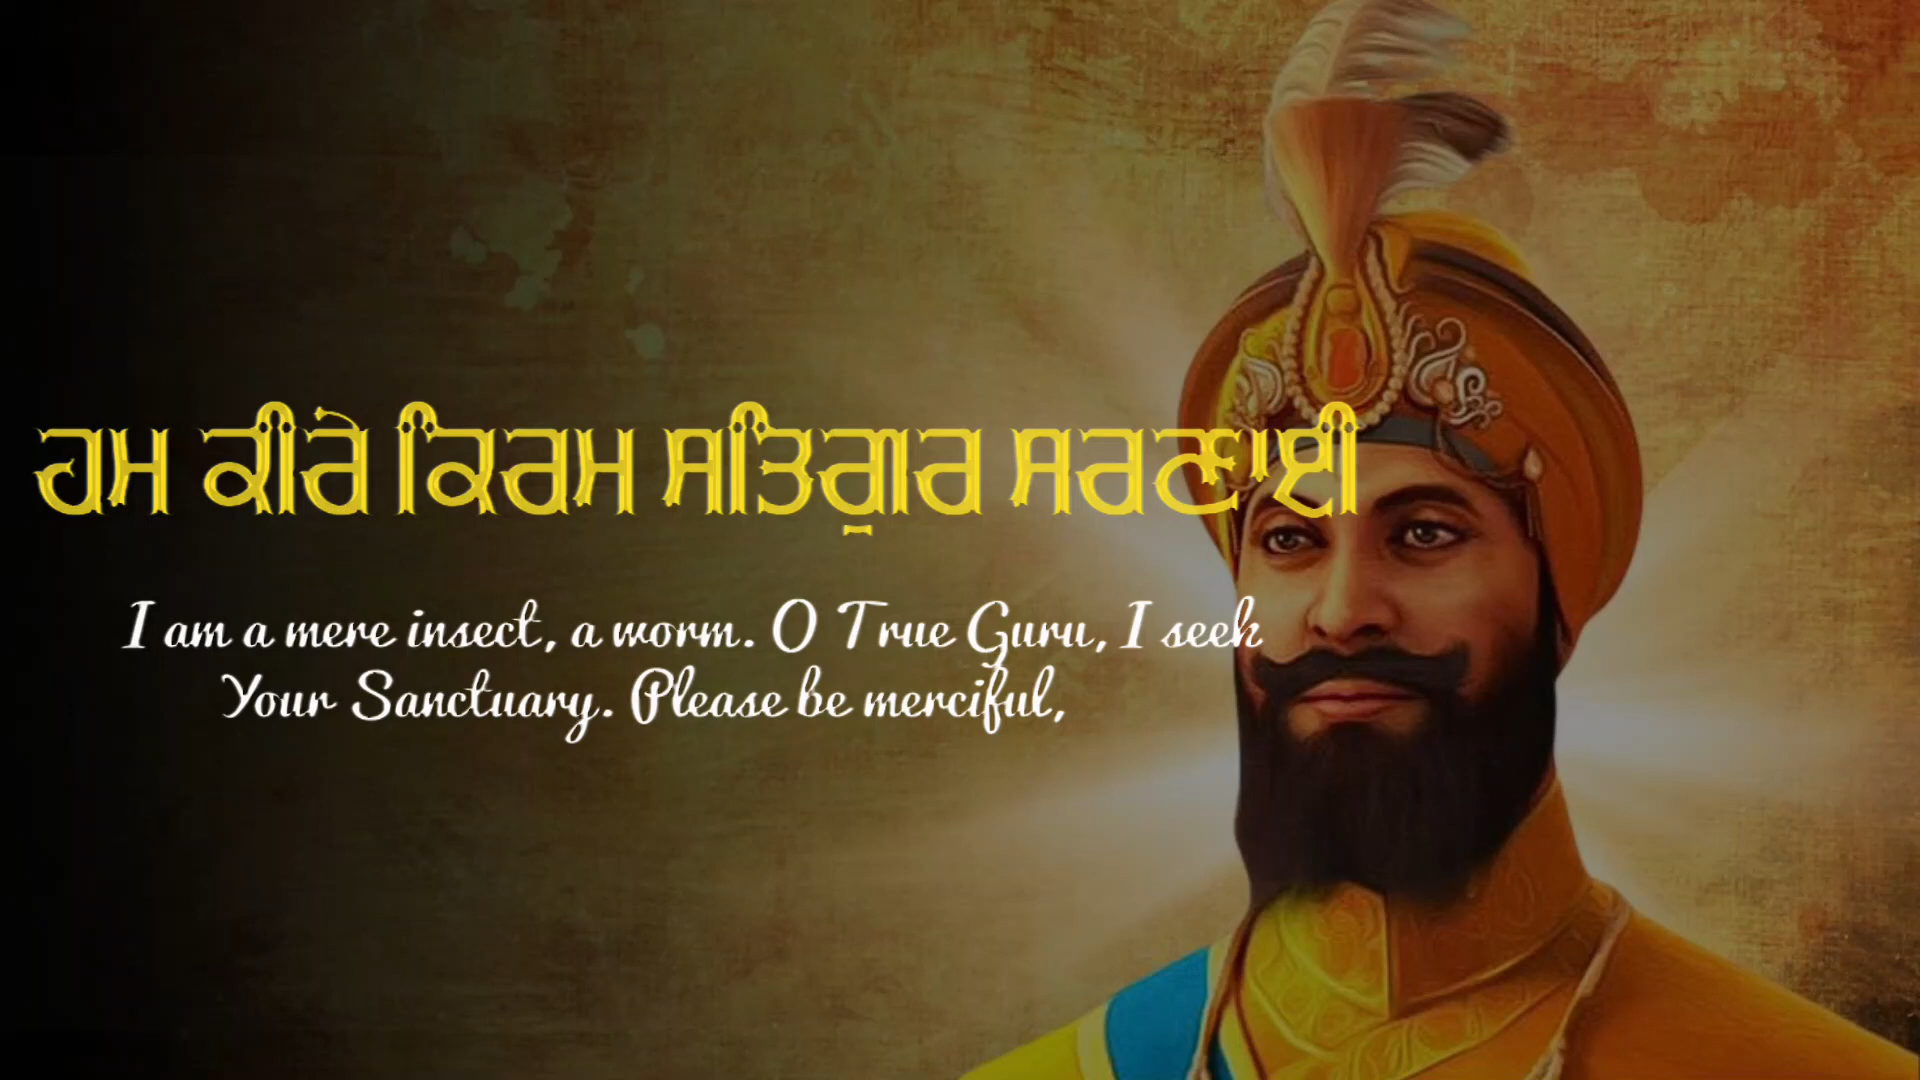 ਹਮ ਕੀਰੇ ਕਿਰਮ ਸਤਿਗੁਰ ਸਰਣਾਈ
I am a mere insect, a worm. O True Guru, I seek
Your Sanctuary. Please be merciful,